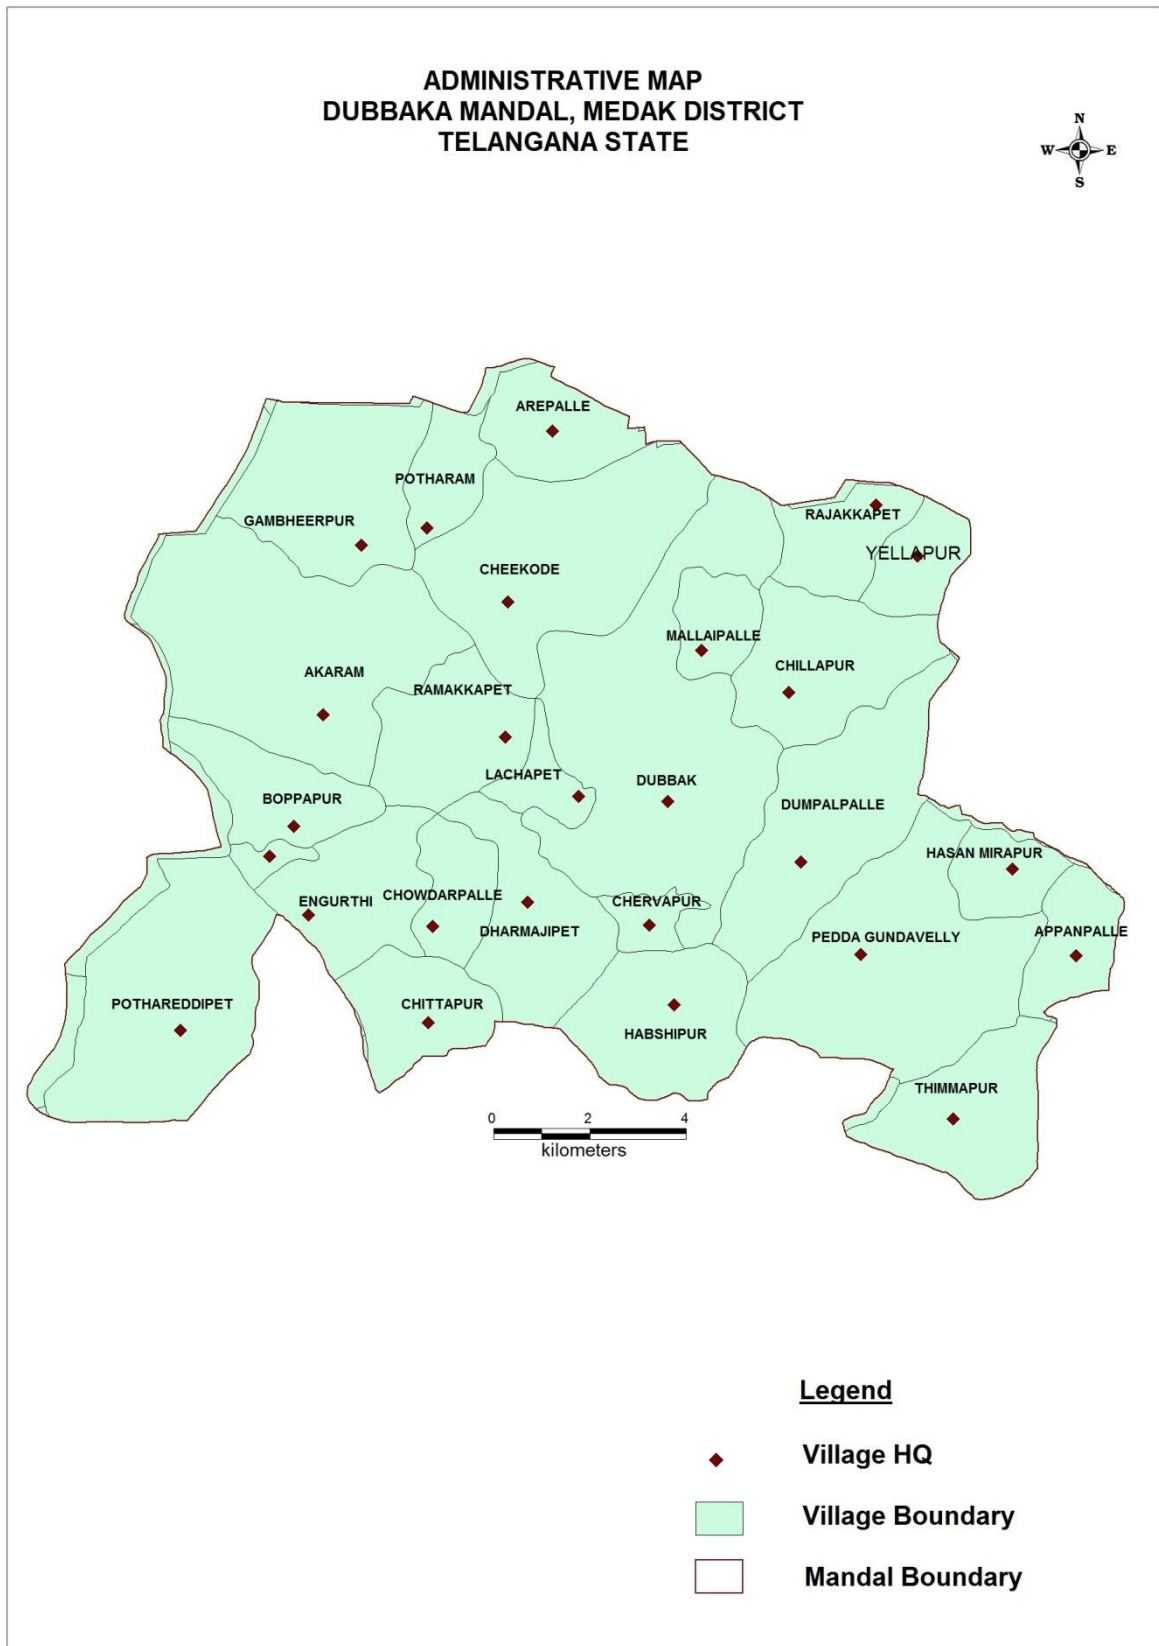 ADMINISTRATIVE MAP
DUBBAKA MANDAL, MEDAK DISTRICT
TELANGANA STATE
N
W E
S
AREPALLE
POTHARAM
GAMBHEERPUR
RAJAKKAPET
YELLAPUR
CHEEKODE
MALLAIPALLE
CHILLAPUR
AKARAM
RAMAKKAPET
LACHAPET
DUBBAK
BOPPAPUR
DUMPALPALLE
HASAN MIRAPUR
ENGURTHI
CHOWDARPALLE
CHERVAPUR
DHARMAJIPET
PEDDA GUNDAVELLY
APPANPALLE
POTHAREDDIPET
CHITTAPUR
HABSHIPUR
THIMMAPUR
0 2 4
kilometers
Legend
Village HQ
Village Boundary
Mandal Boundary